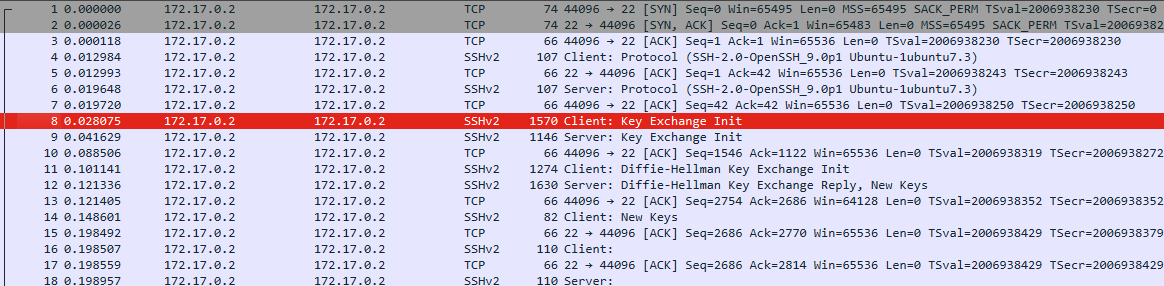 1 0.000000 172.17.0.2 172.17.0.2 TCP 74 44096 → 22 [SYN] Seq=0 Win=65495 Len=0 MSS=65495 SACK_PERM TSval=2006938230 TSecr=0
2 0.000026 172.17.0.2 172.17.0.2 TCP 74 22 → 44096 [SYN, ACK] Seq=0 Ack=1 Win=65483 Len=0 MSS=65495 SACK_PERM TSval=20069382
3 0.000118 172.17.0.2 172.17.0.2 TCP 66 44096 → 22 [ACK] Seq=1 Ack=1 Win=65536 Len=0 TSval=2006938230 TSecr=2006938230
4 0.012984 172.17.0.2 172.17.0.2 SSHv2 107 Client: Protocol (SSH-2.0-OpenSSH_9.0p1 Ubuntu-1ubuntu7.3)
5 0.012993 172.17.0.2 172.17.0.2 TCP 66 22 → 44096 [ACK] Seq=1 Ack=42 Win=65536 Len=0 TSval=2006938243 TSecr=2006938243
6 0.019648 172.17.0.2 172.17.0.2 SSHv2 107 Server: Protocol (SSH-2.0-OpenSSH_9.0p1 Ubuntu-1ubuntu7.3)
7 0.019720 172.17.0.2 172.17.0.2 TCP 66 44096 → 22 [ACK] Seq=42 Ack=42 Win=65536 Len=0 TSval=2006938250 TSecr=2006938250
8 0.028075 172.17.0.2 172.17.0.2 SSHv2 1570 Client: Key Exchange Init
9 0.041629 172.17.0.2 172.17.0.2 SSHv2 1146 Server: Key Exchange Init
10 0.088506 172.17.0.2 172.17.0.2 TCP 66 44096 → 22 [ACK] Seq=1546 Ack=1122 Win=65536 Len=0 TSval=2006938319 TSecr=2006938272
11 0.101141 172.17.0.2 172.17.0.2 SSHv2 1274 Client: Diffie-Hellman Key Exchange Init
12 0.121336 172.17.0.2 172.17.0.2 SSHv2 1630 Server: Diffie-Hellman Key Exchange Reply, New Keys
13 0.121405 172.17.0.2 172.17.0.2 TCP 66 44096 → 22 [ACK] Seq=2754 Ack=2686 Win=64128 Len=0 TSval=2006938352 TSecr=2006938352
14 0.148601 172.17.0.2 172.17.0.2 SSHv2 82 Client: New Keys
15 0.198492 172.17.0.2 172.17.0.2 TCP 66 22 → 44096 [ACK] Seq=2686 Ack=2770 Win=65536 Len=0 TSval=2006938429 TSecr=2006938379
16 0.198507 172.17.0.2 172.17.0.2 SSHv2 110 Client:
17 0.198559 172.17.0.2 172.17.0.2 TCP 66 22 → 44096 [ACK] Seq=2686 Ack=2814 Win=65536 Len=0 TSval=2006938429 TSecr=2006938429
18 0.198957 172.17.0.2 172.17.0.2 SSHv2 110 Server: